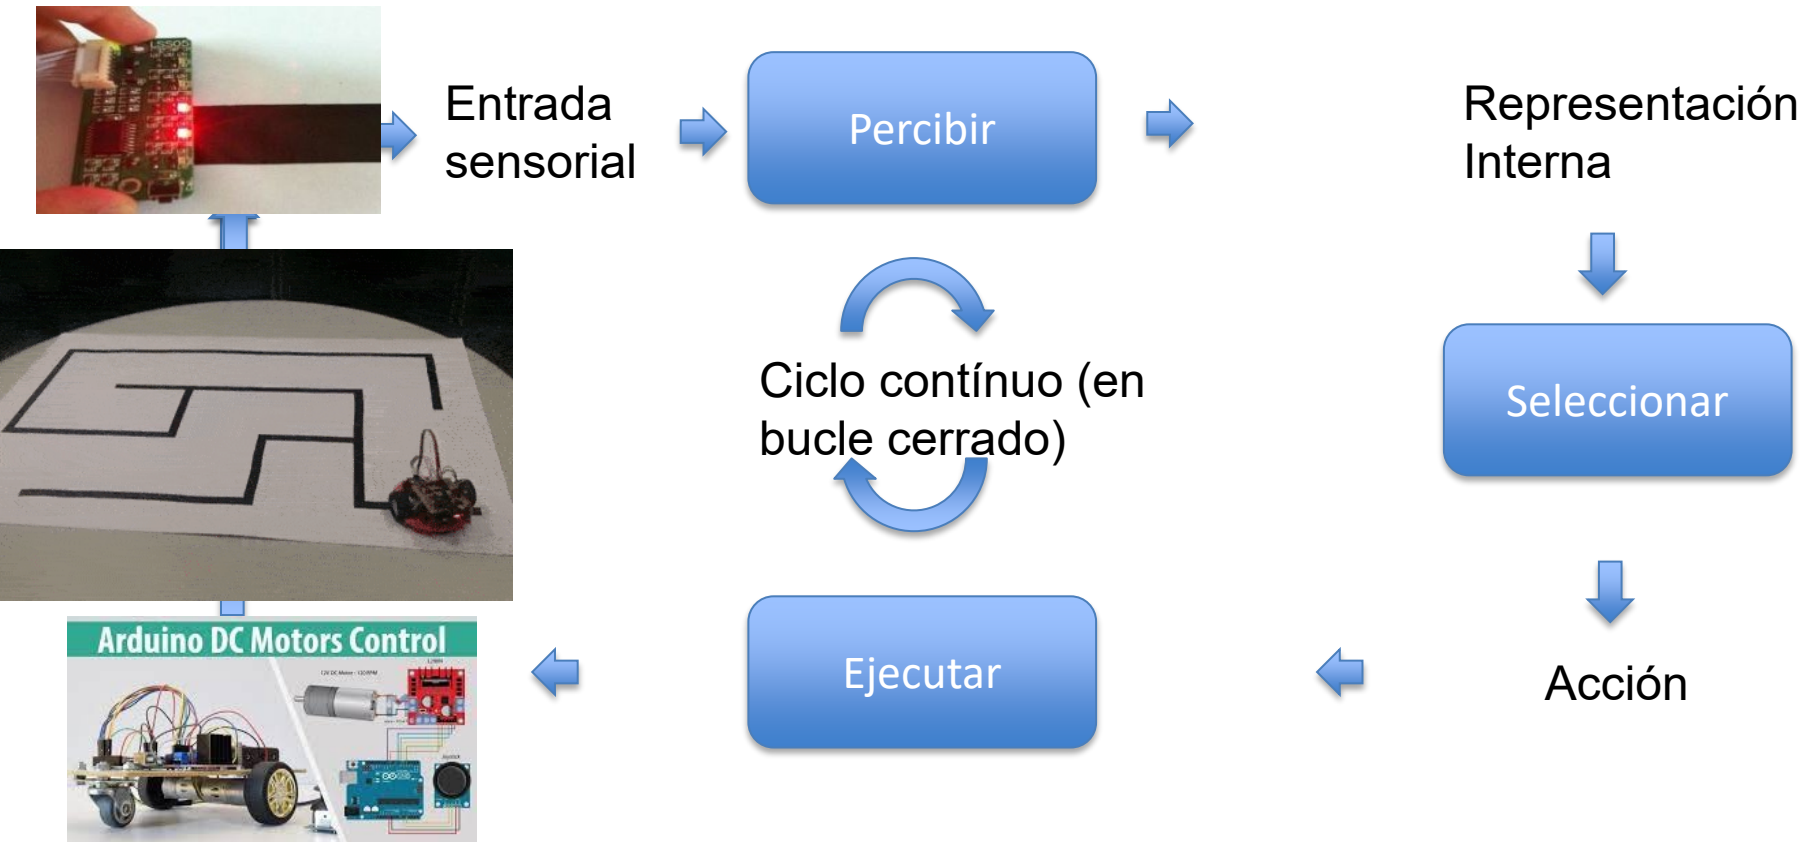 Entrada
sensorial
Percibir
Representación
Interna
Ciclo contínuo (en
bucle cerrado)
Seleccionar
Ejecutar
Acción
Arduino DC Motors Control